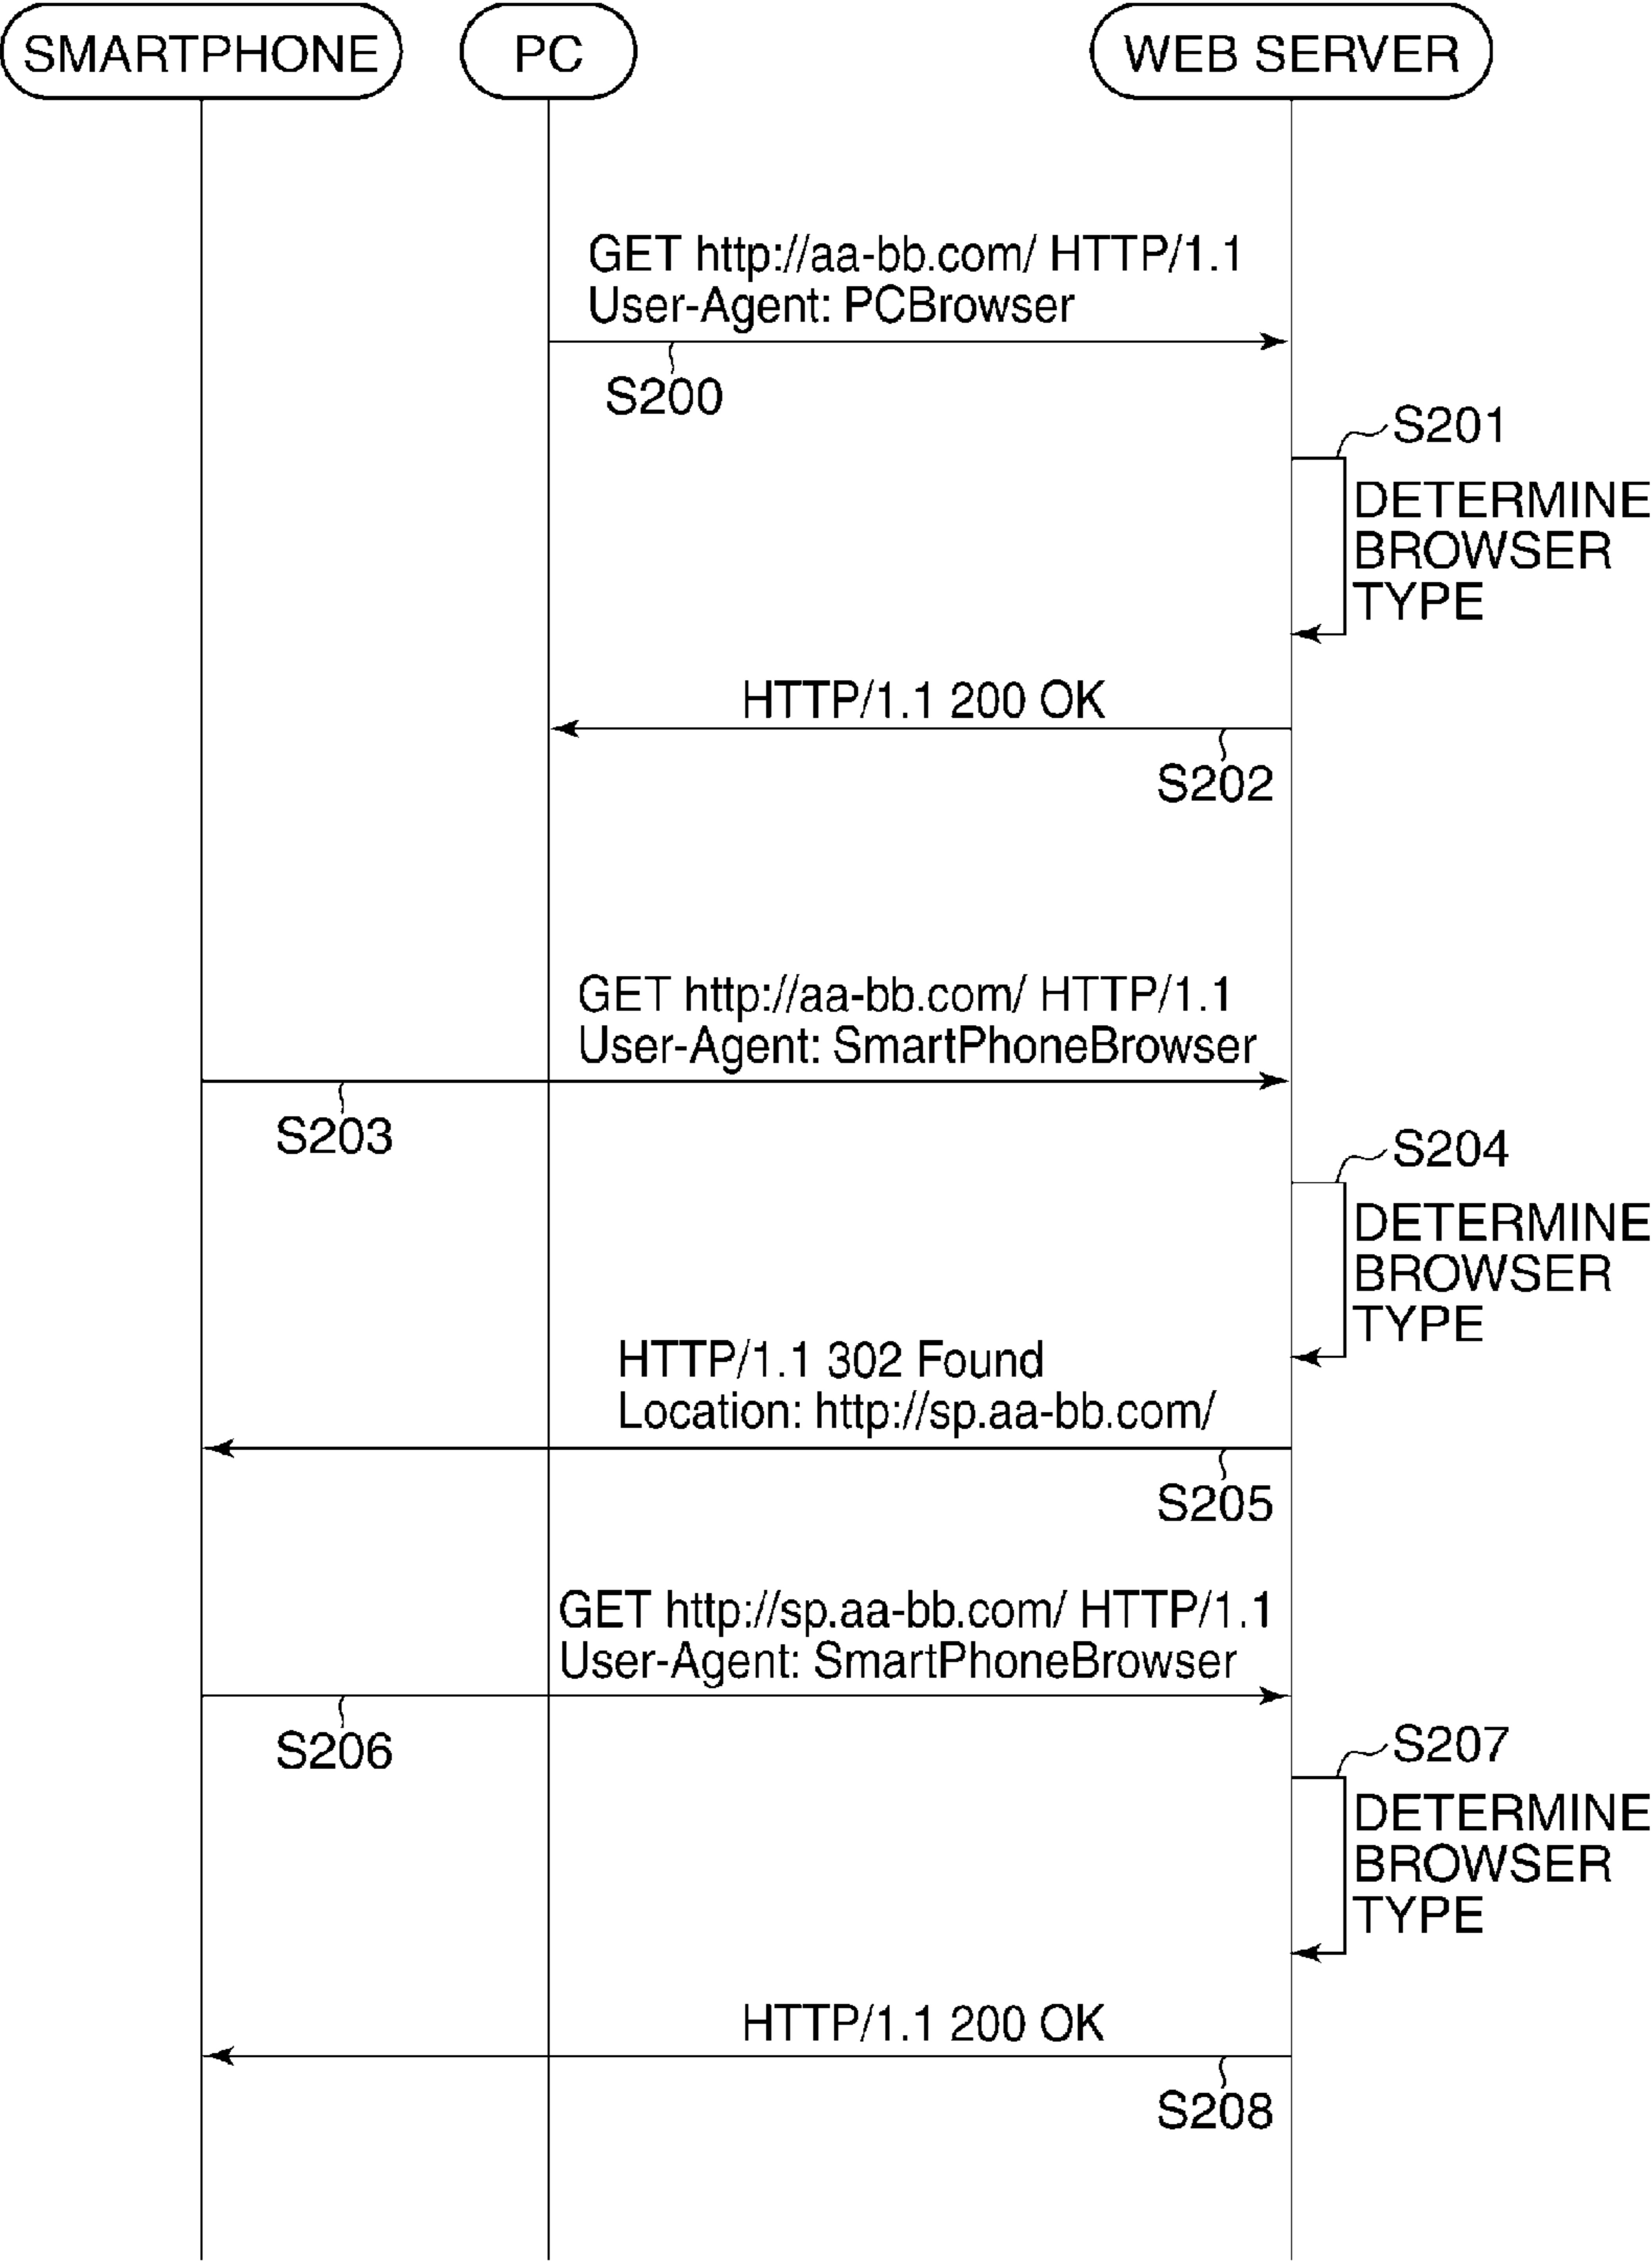 SMARTPHONE
PC
WEB SERVER
GET http://aa-bb.com/ HTTP/1.1
User-Agent: PCBrowser
S200
S201
DETERMINE
BROWSER
TYPE
HTTP/1.1 200 OK
S202
GET http://aa-bb.com/ HTTP/1.1
User-Agent: SmartPhoneBrowser
S203
S204
DETERMINE
BROWSER
TYPE
HTTP/1.1 302 Found
Location: http://sp.aa-bb.com/
S205
GET http://sp.aa-bb.com/ HTTP/1.1
User-Agent: SmartPhoneBrowser
S206
S207
DETERMINE
BROWSER
TYPE
HTTP/1.1 200 OK
S208